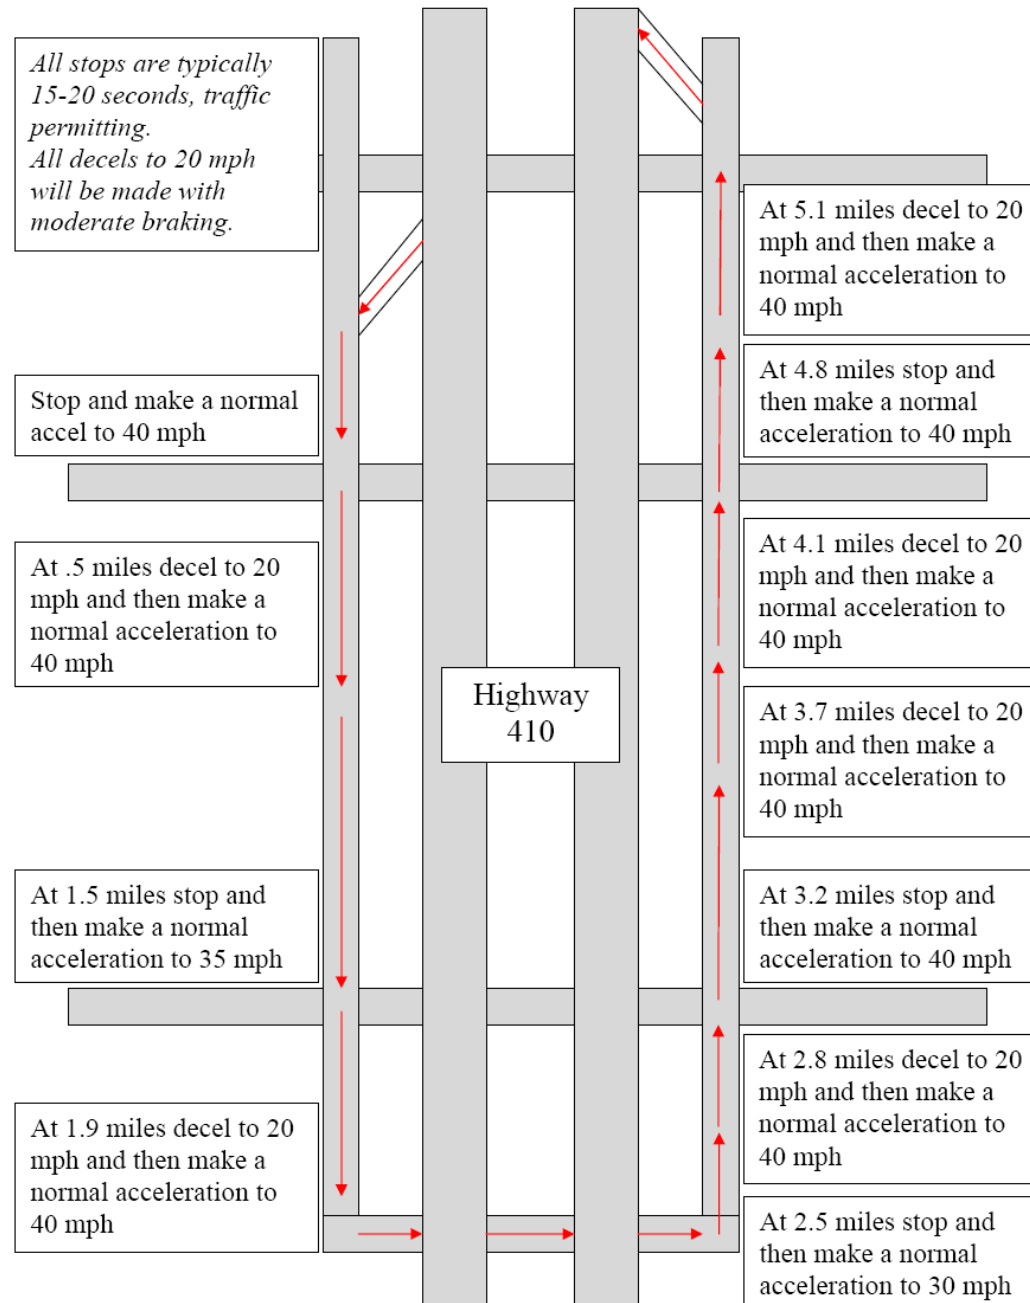 All stops are typically
15-20 seconds, traffic
permitting.
All decels to 20 mph
will be made with
moderate braking.
Stop and make a normal
accel to 40 mph
At .5 miles decel to 20
mph and then make a
normal acceleration to
40 mph
At 1.5 miles stop and
then make a normal
acceleration to 35 mph
At 1.9 miles decel to 20
mph and then make a
normal acceleration to
40 mph
Highway
410
At 5.1 miles decel to 20
mph and then make a
normal acceleration to
40 mph
At 4.8 miles stop and
then make a normal
acceleration to 40 mph
At 4.1 miles decel to 20
mph and then make a
normal acceleration to
40 mph
At 3.7 miles decel to 20
mph and then make a
normal acceleration to
40 mph
At 3.2 miles stop and
then make a normal
acceleration to 40 mph
At 2.8 miles decel to 20
mph and then make a
normal acceleration to
40 mph
At 2.5 miles stop and
then make a normal
acceleration to 30 mph